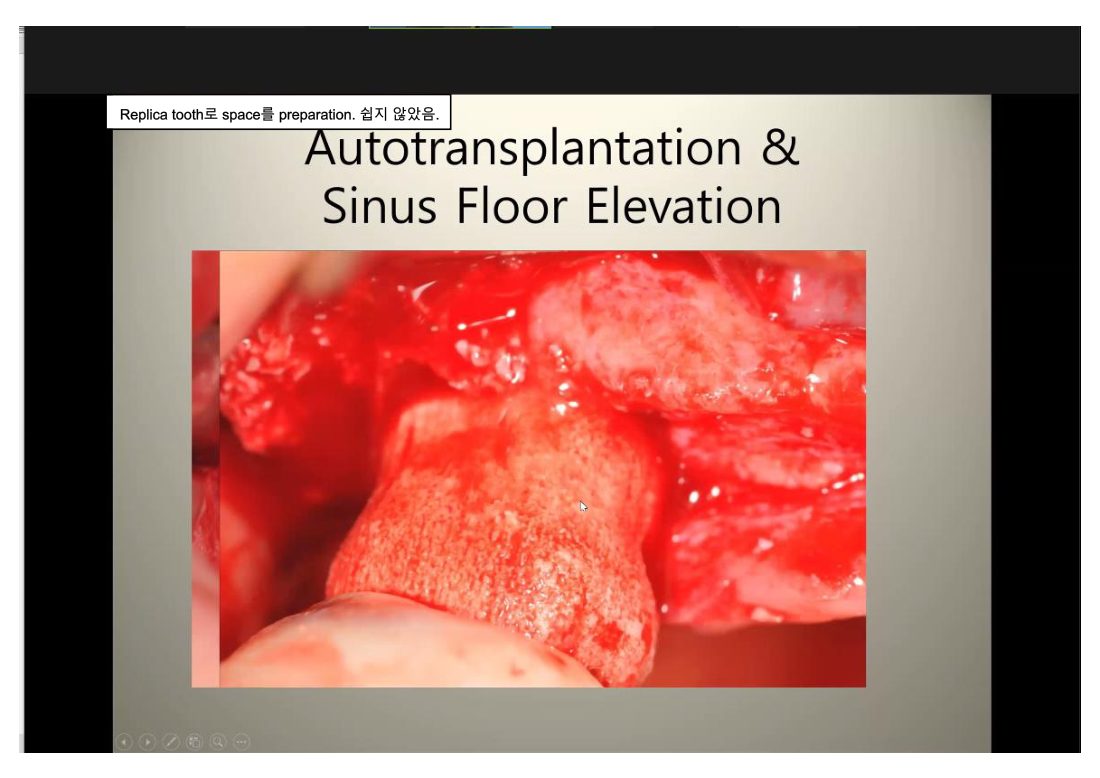 Replica tooth로 space를 preparation. 쉽지 않았음.
Autotransplantation &
Sinus Floor Elevation